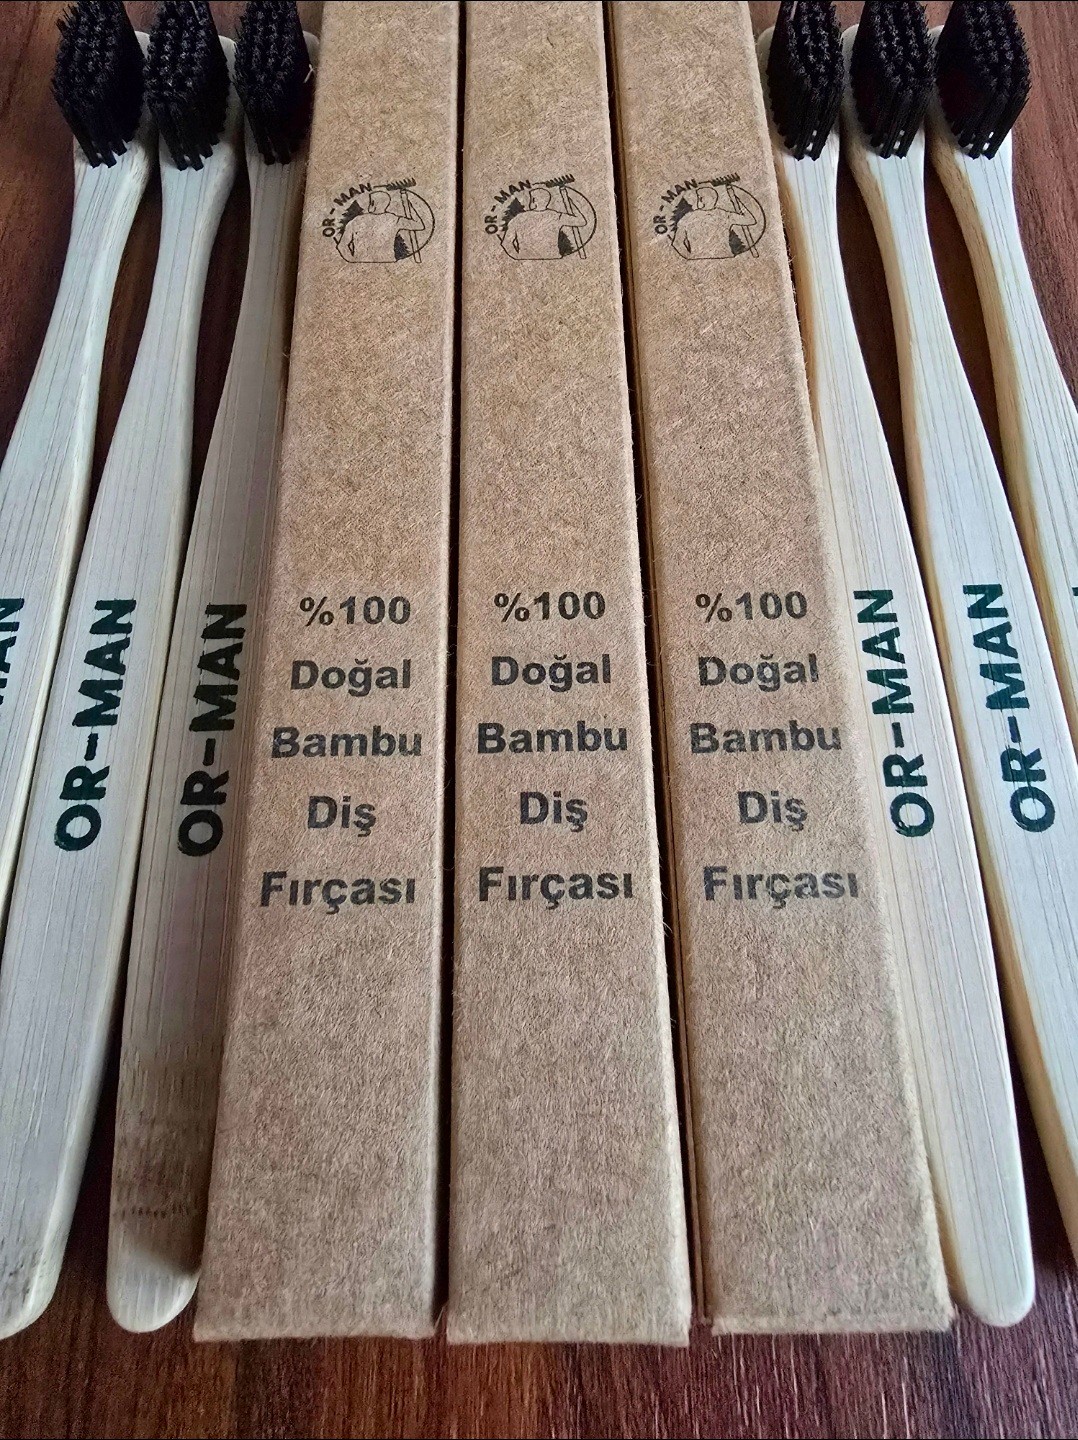 OR-MAN
%100
Doğal
Bambu
Diş
Fırçası
OR-MAN
%100
Doğal
Bambu
Diş
Fırçası
OR-MAN
%100
Doğal
Bambu
Diş
Fırçası
OR-MAN
OR-MAN
OR-MAN
OR-MAN